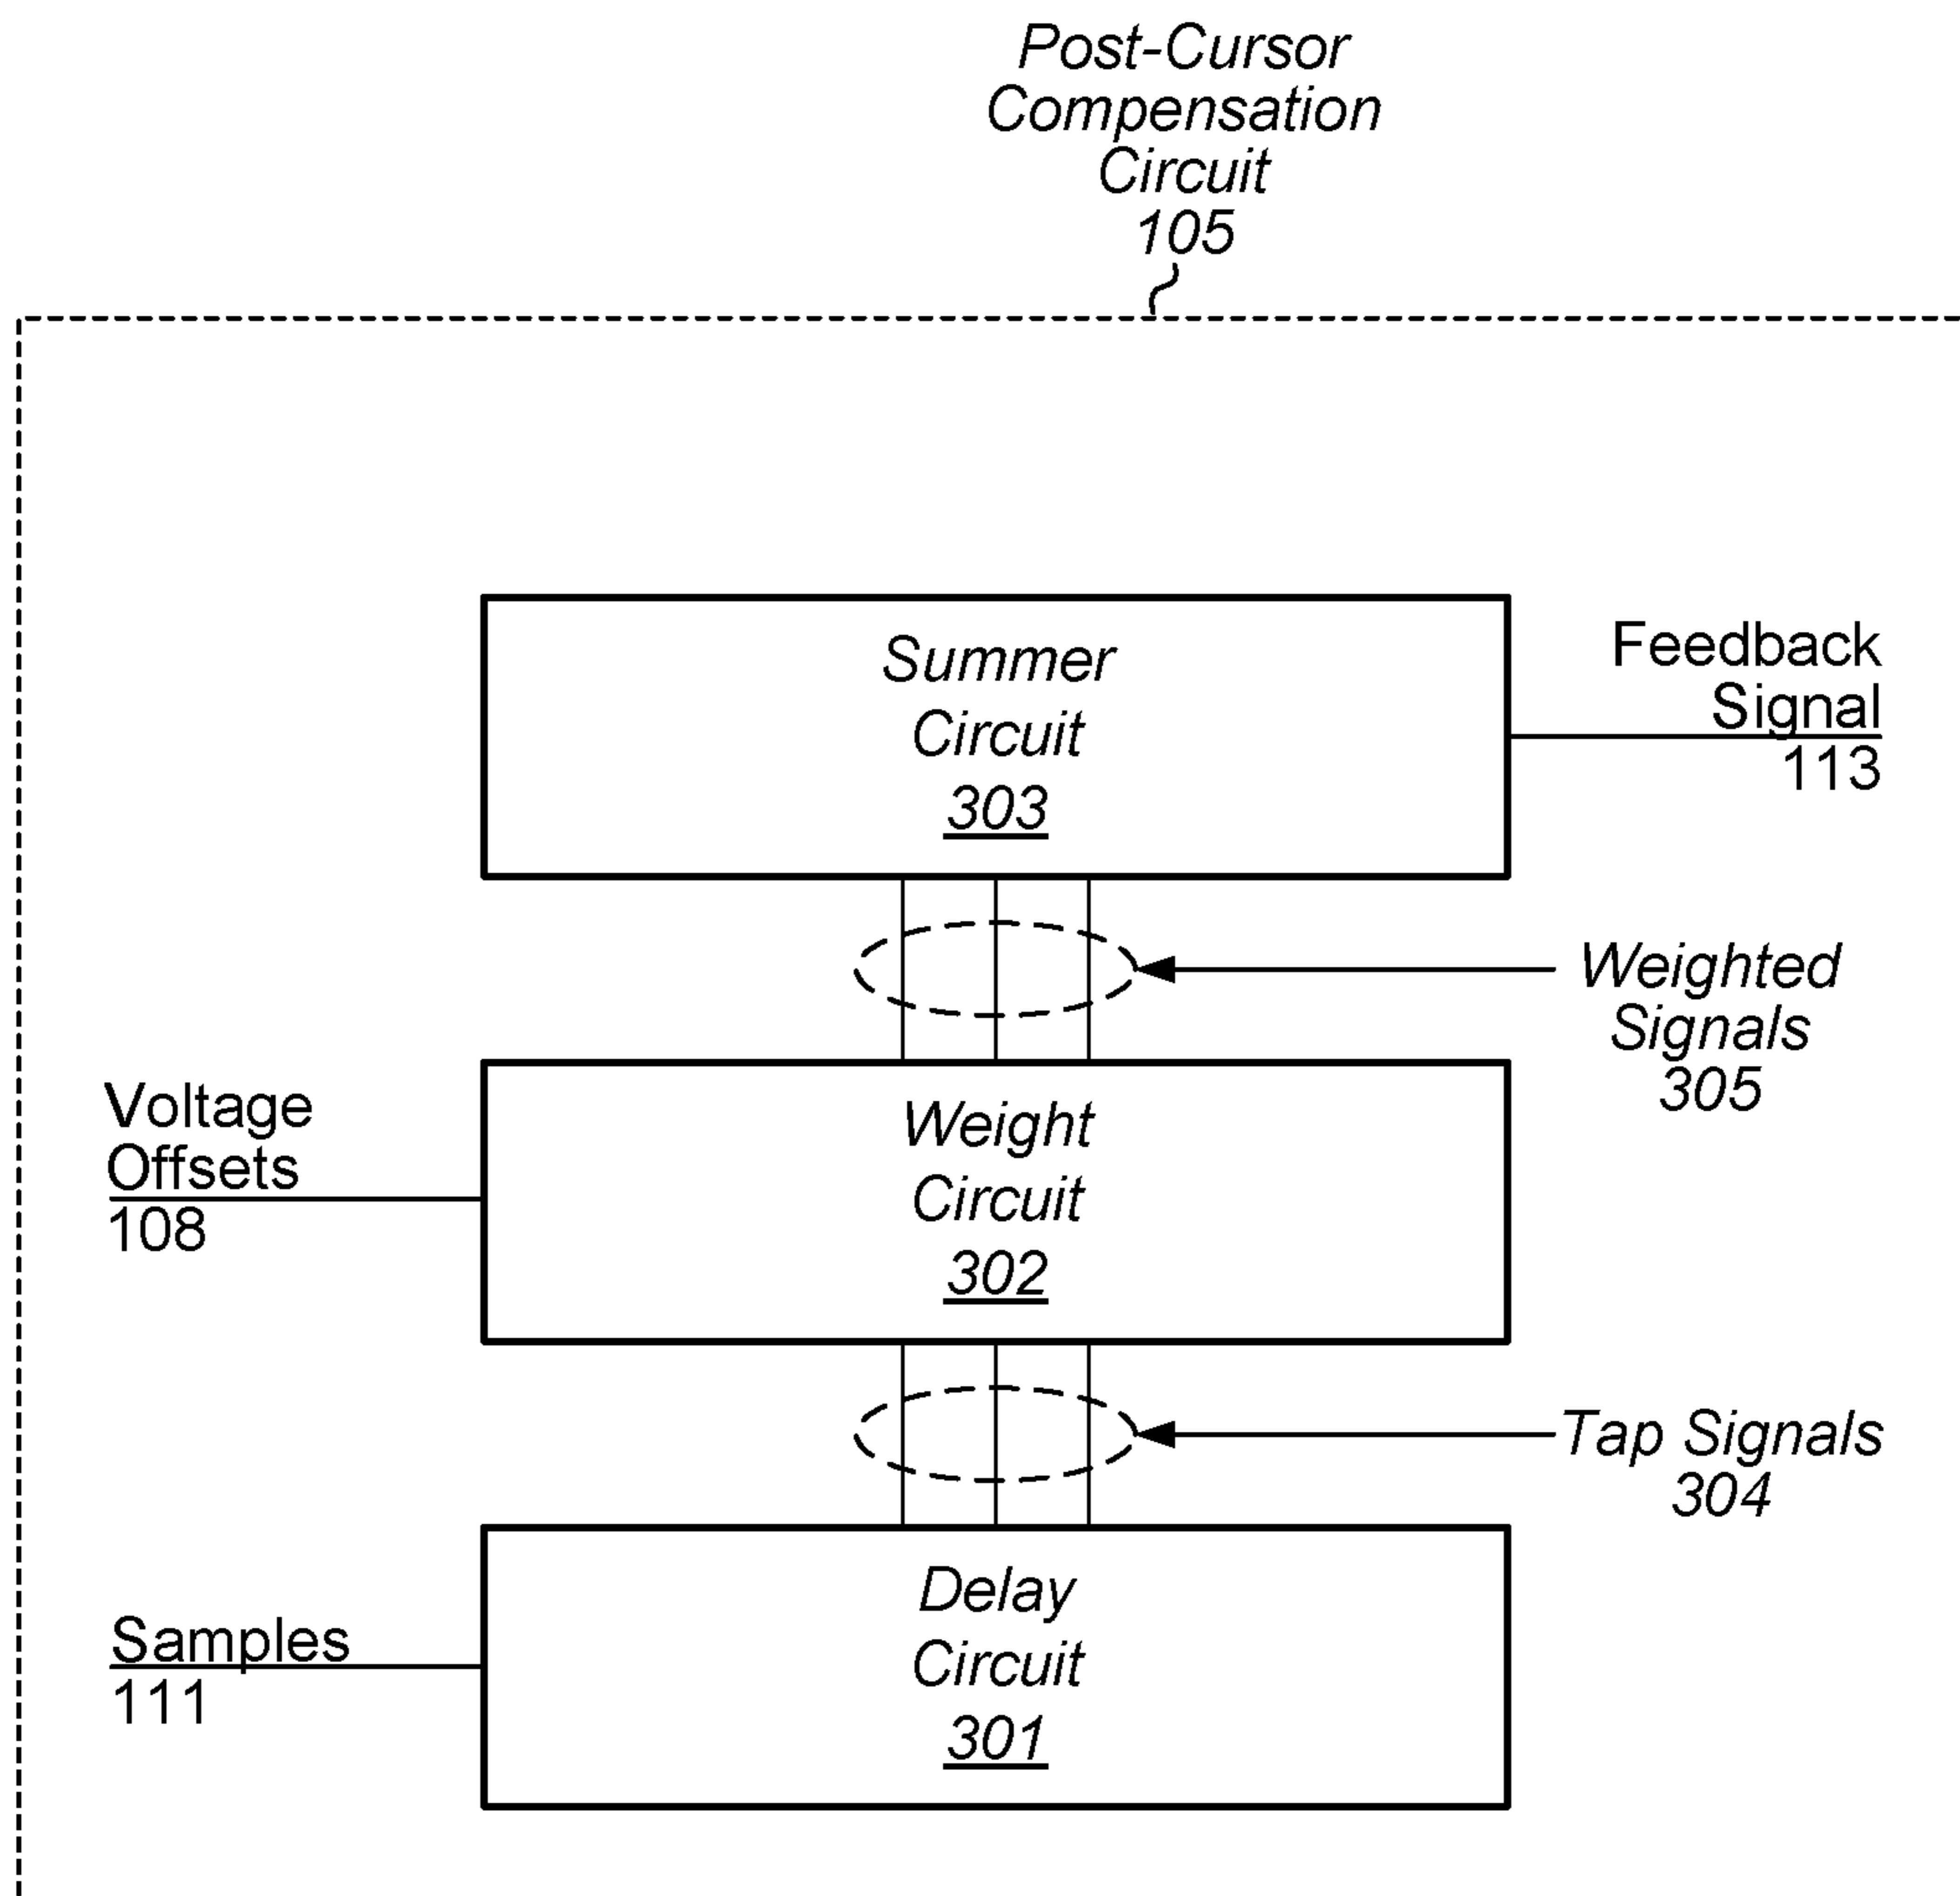 Post-Cursor
Compensation
Circuit
105
Summer
Circuit
303
Feedback
Signal
113
Weighted
Signals
305
Voltage
Offsets
108
Weight
Circuit
302
Tap Signals
304
Delay
Circuit
301
Samples
111